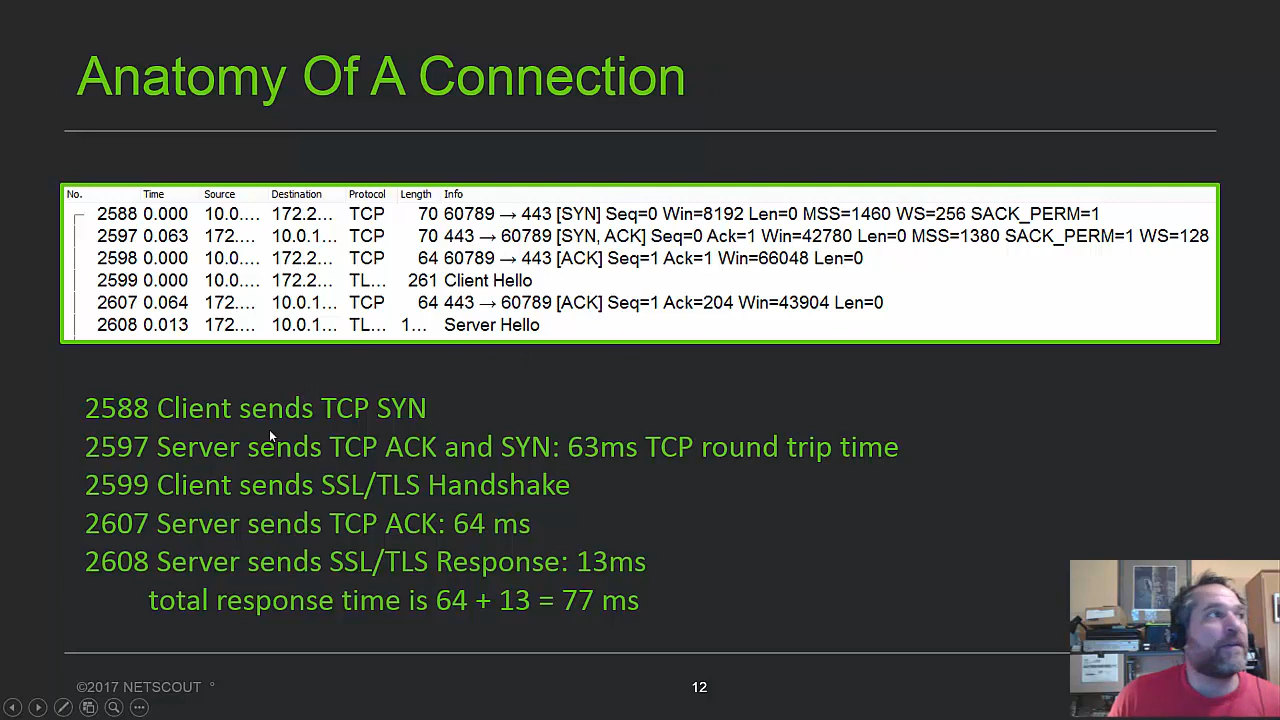 Anatomy Of A Connection
No. Time Source Destination Protocol Length Info
2588 0.000 10.0.... 172.2... TCP 70 60789 → 443 [SYN] Seq=0 Win=8192 Len=0 MSS=1460 WS=256 SACK_PERM=1
2597 0.063 172.... 10.0.1... TCP 70 443 → 60789 [SYN, ACK] Seq=0 Ack=1 Win=42780 Len=0 MSS=1380 SACK_PERM=1 WS=128
2598 0.000 10.0.... 172.2... TCP 64 60789 → 443 [ACK] Seq=1 Ack=1 Win=66048 Len=0
2599 0.000 10.0.... 172.2... TL... 261 Client Hello
2607 0.064 172.... 10.0.1... TCP 64 443 → 60789 [ACK] Seq=1 Ack=204 Win=43904 Len=0
2608 0.013 172.... 10.0.1... TL... 1... Server Hello
2588 Client sends TCP SYN
2597 Server sends TCP ACK and SYN: 63ms TCP round trip time
2599 Client sends SSL/TLS Handshake
2607 Server sends TCP ACK: 64 ms
2608 Server sends SSL/TLS Response: 13ms
total response time is 64 + 13 = 77 ms
©2017 NETSCOUT °
12